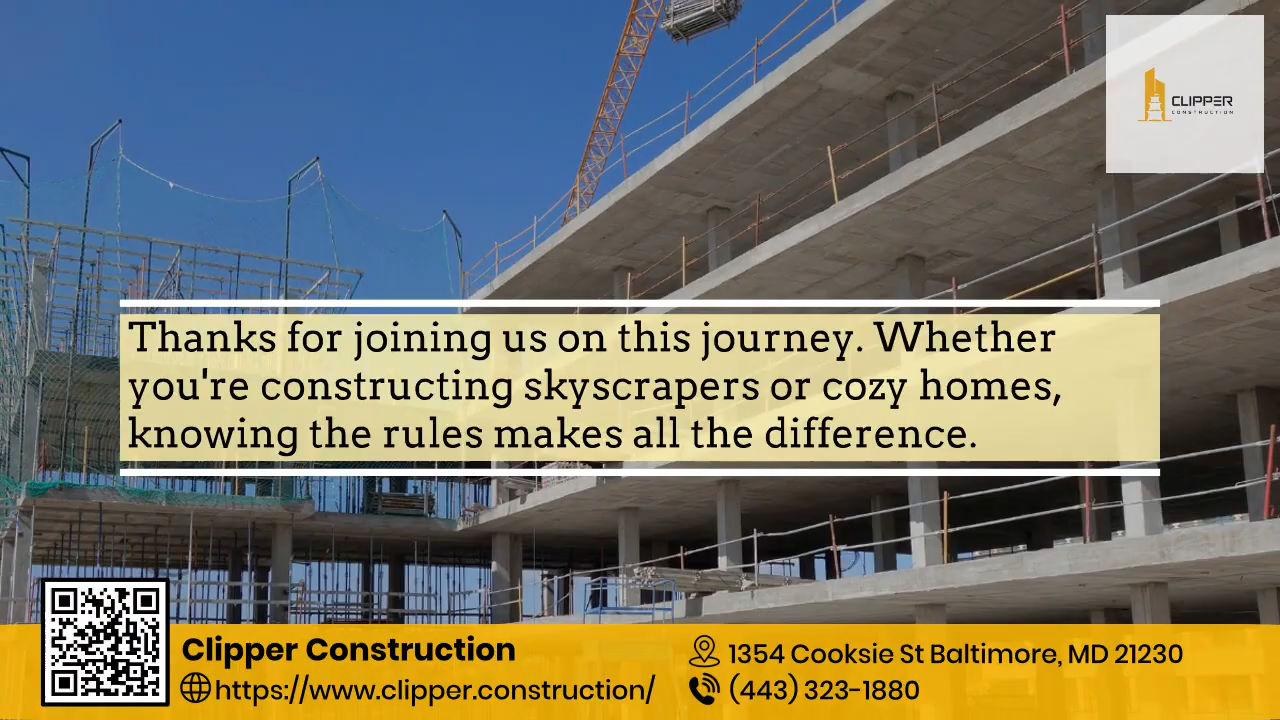 CLIPPER
CONSTRUCTION
Thanks for joining us on this journey. Whether
you're constructing skyscrapers or cozy homes,
knowing the rules makes all the difference.
Clipper Construction
https://www.clipper.construction/
1354 Cooksie St Baltimore, MD 21230
(443) 323-1880